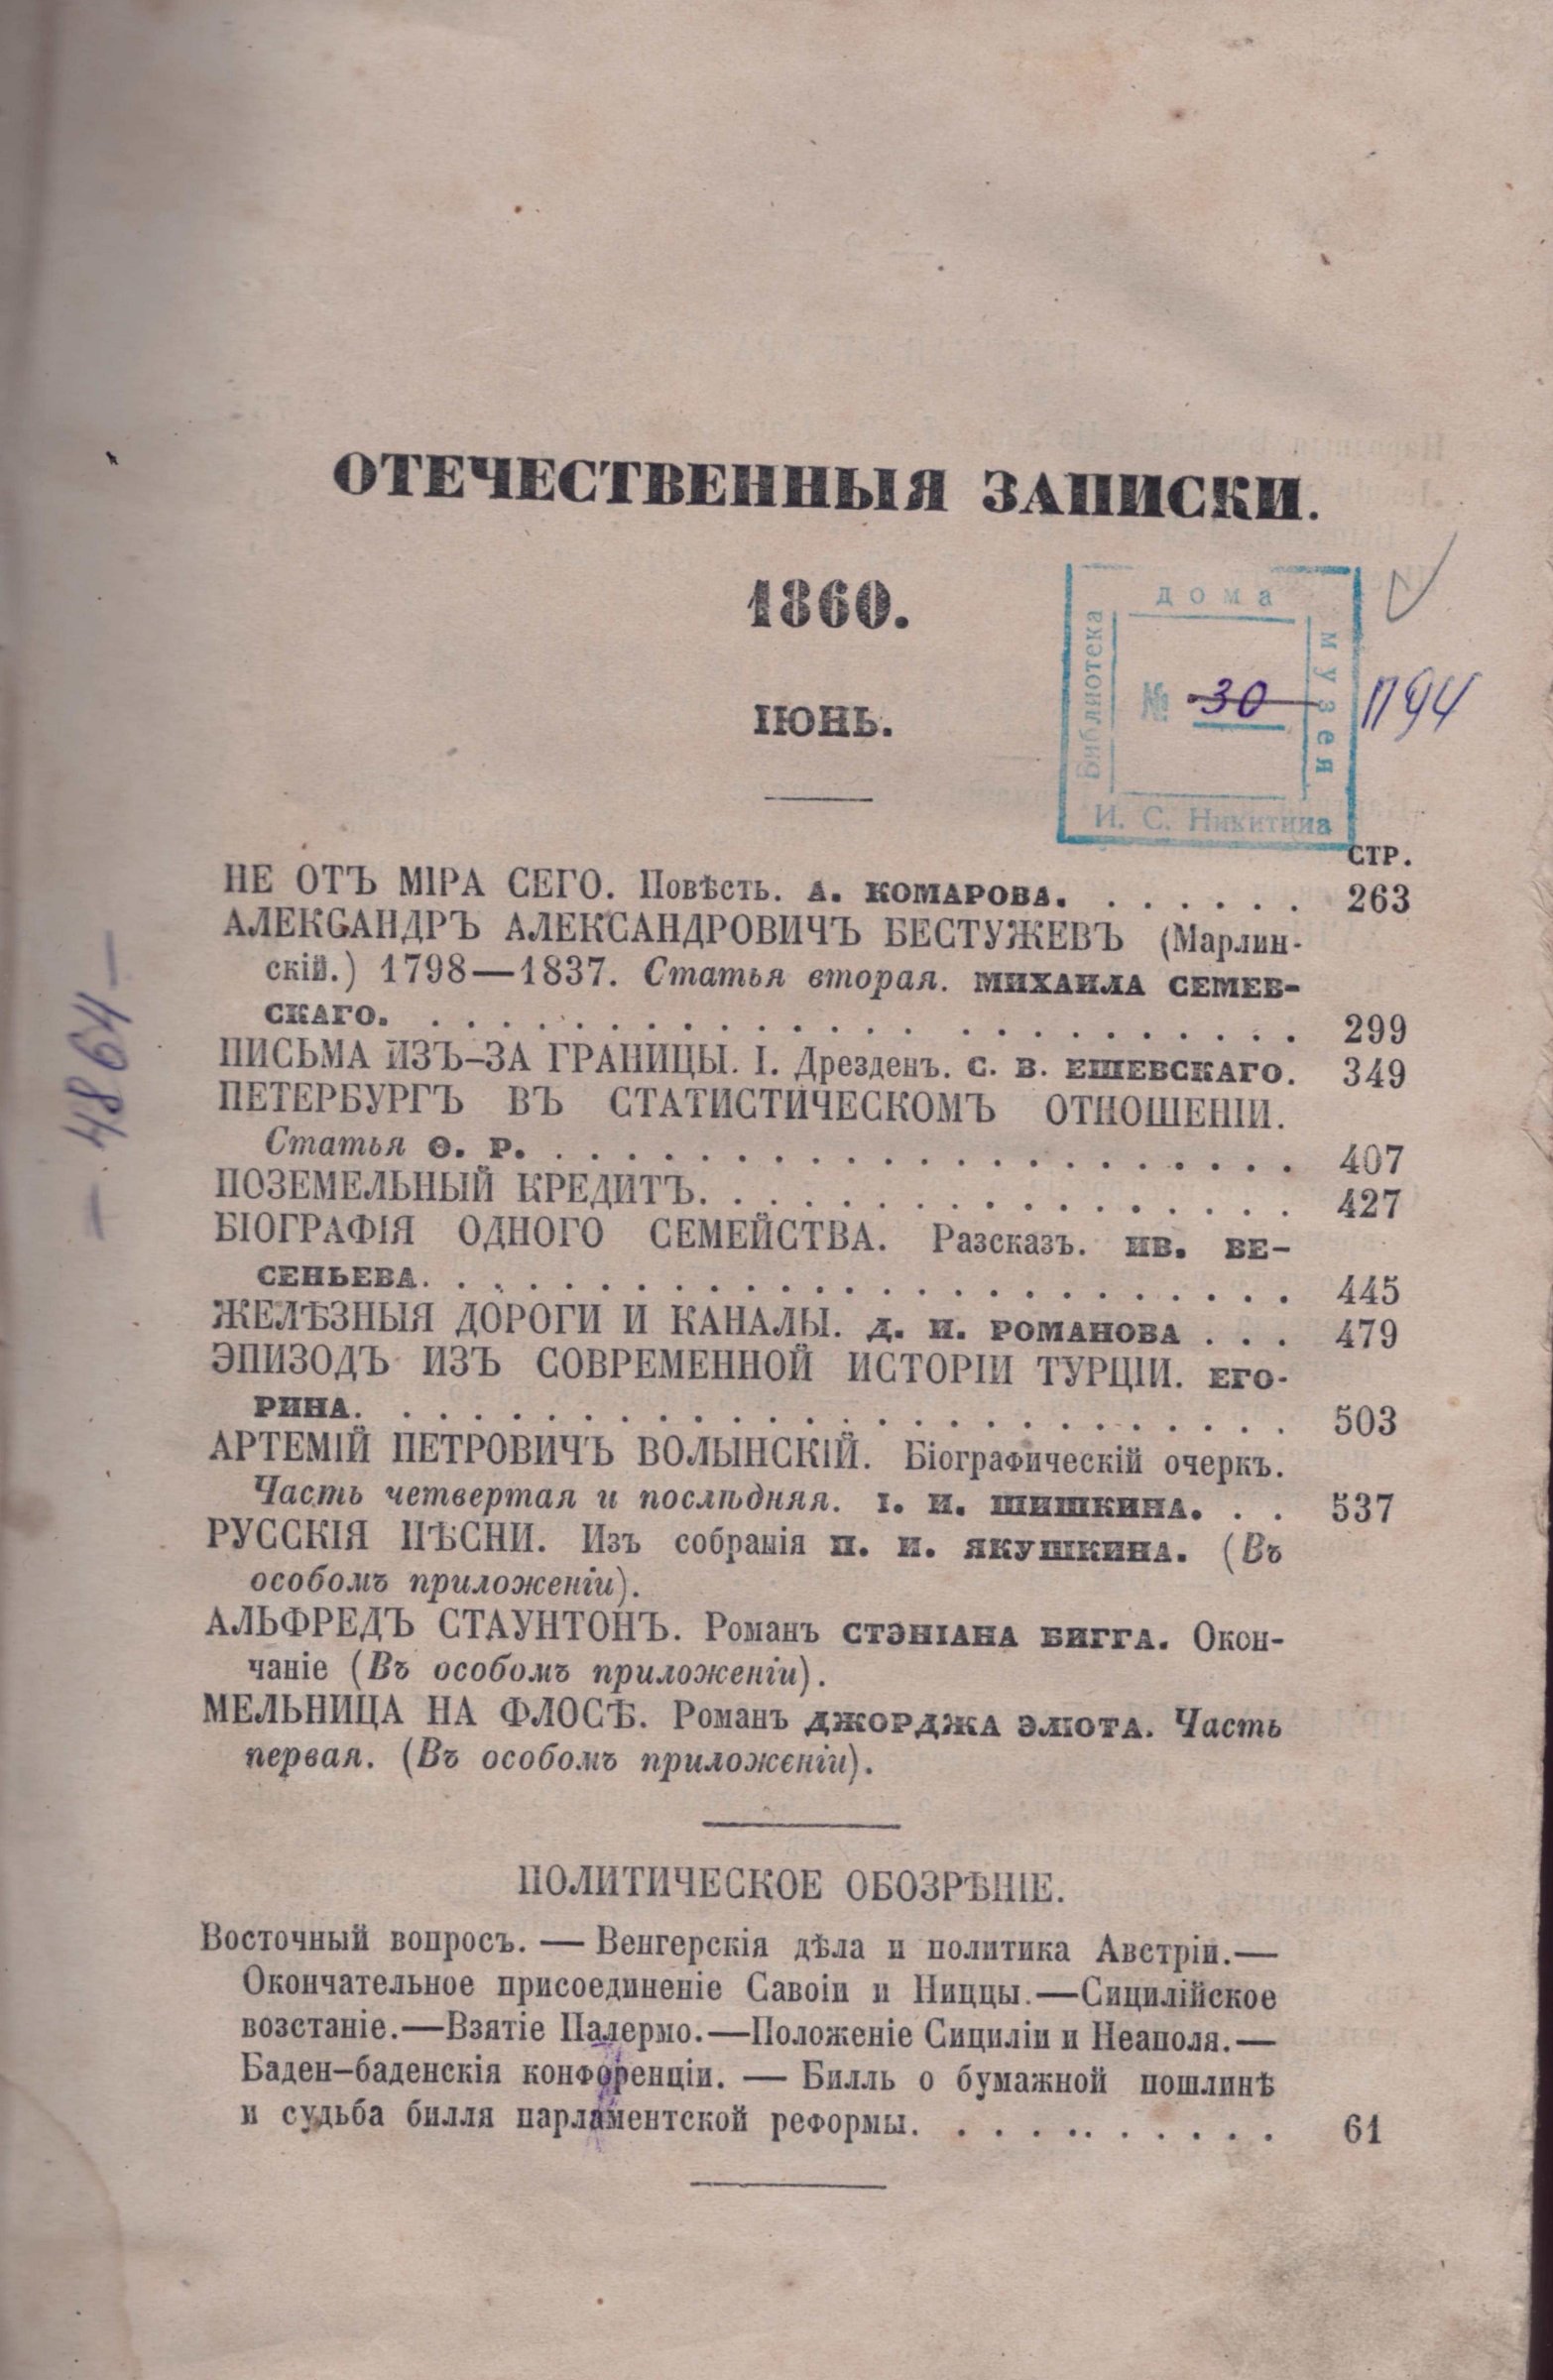 ОТЕЧЕСТВЕННЫЯ ЗАПИСКИ.
1860.
ІЮНЬ.
дома
Библиотека
музея
№ 30
И. С. Никитина
1794
4864
СТР.
НЕ ОТЪ МІРА СЕГО. Повѣсть. А. КОМАРОВА. . . . . . . 263
АЛЕКСАНДРЪ АЛЕКСАНДРОВИЧЪ БЕСТУЖЕВЪ (Марлин-
скій.) 1798—1837. Статья вторая. МИХАИЛА СЕМЕВ-
СКАГО. . . . . . . . . . . . . . . . . . . . . . . . 299
ПИСЬМА ИЗЪ-ЗА ГРАНИЦЫ. I. Дрезденъ. С. В. ЕШЕВСКАГО. 349
ПЕТЕРБУРГЪ ВЪ СТАТИСТИЧЕСКОМЪ ОТНОШЕНІИ.
Статья Ѳ. Р. . . . . . . . . . . . . . . . . . . . . . 407
ПОЗЕМЕЛЬНЫЙ КРЕДИТЪ. . . . . . . . . . . . . . . . . 427
БІОГРАФІЯ ОДНОГО СЕМЕЙСТВА. Разсказъ. ИВ. ВЕ-
СЕНЬЕВА. . . . . . . . . . . . . . . . . . . . . . . . 445
ЖЕЛѢЗНЫЯ ДОРОГИ И КАНАЛЫ. Д. И. РОМАНОВА . . . 479
ЭПИЗОДЪ ИЗЪ СОВРЕМЕННОЙ ИСТОРІИ ТУРЦІИ. ЕГО-
РИНА. . . . . . . . . . . . . . . . . . . . . . . . . . 503
АРТЕМІЙ ПЕТРОВИЧЪ ВОЛЫНСКІЙ. Біографическій очеркъ.
Часть четвертая и послѣдняя. І. И. ШИШКИНА. . . 537
РУССКІЯ ПѢСНИ. Изъ собранія П. И. ЯКУШКИНА. (Въ
особомъ приложеніи).
АЛЬФРЕДЪ СТАУНТОНЪ. Романъ СТЭНІАНА БИГГА. Окон-
чаніе (Въ особомъ приложеніи).
МЕЛЬНИЦА НА ФЛОСѢ. Романъ ДЖОРДЖА ЭЛІОТА. Часть
первая. (Въ особомъ приложеніи).
ПОЛИТИЧЕСКОЕ ОБОЗРѢНІЕ.
Восточный вопросъ. — Венгерскія дѣла и политика Австріи.—
Окончательное присоединеніе Савоіи и Ниццы.—Сицилійское
возстаніе.—Взятіе Палермо.—Положеніе Сициліи и Неаполя.—
Баден-баденскія конференціи. — Билль о бумажной пошлинѣ
и судьба билля парламентской реформы. . . . . . . . . . . 61